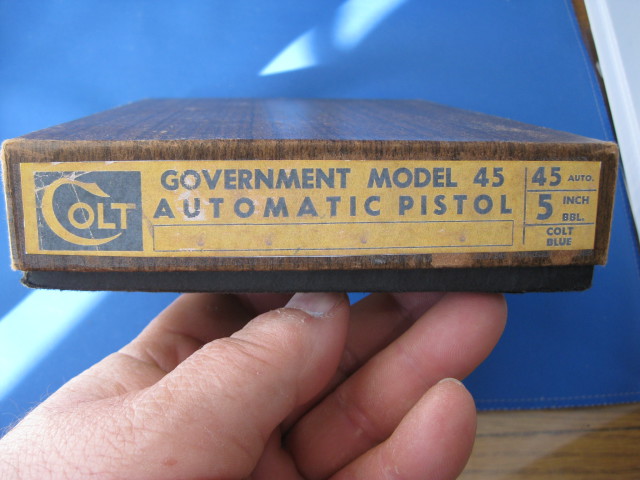 COLT
GOVERNMENT MODEL 45
AUTOMATIC PISTOL
45 AUTO.
5 INCH BBL.
COLT
BLUE